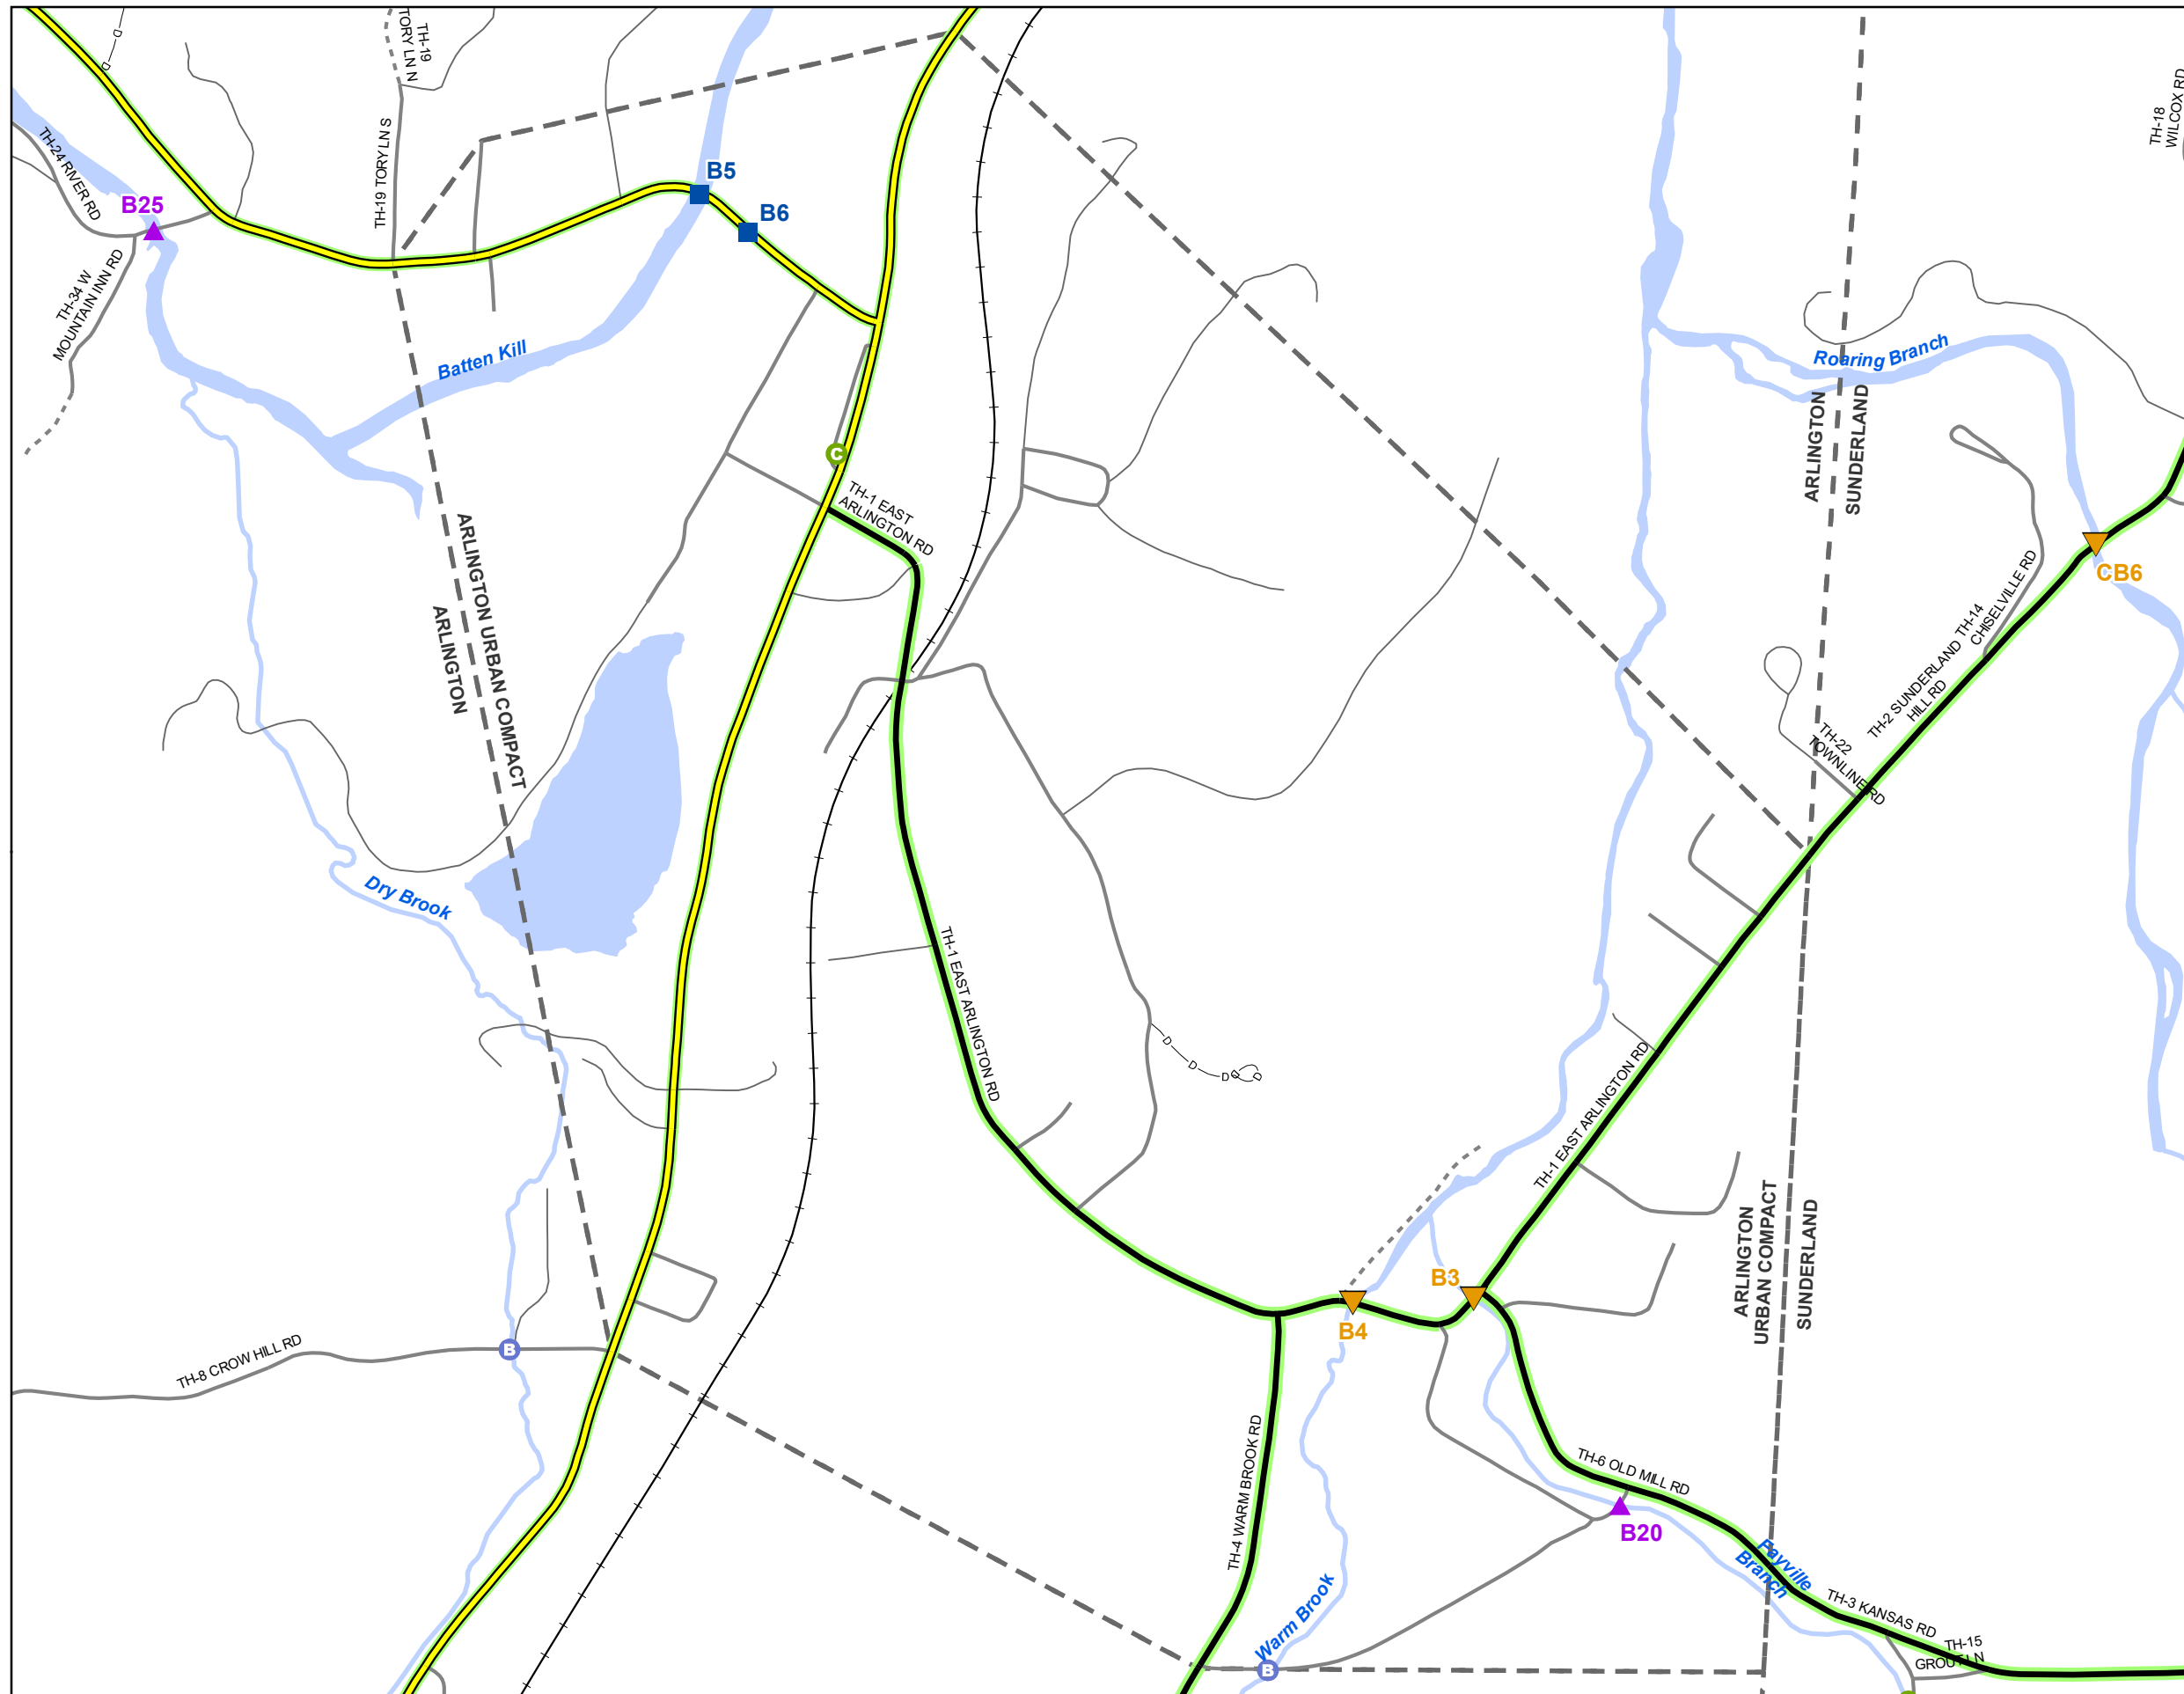 D
D
TH-19
TORY LN N
TH-18
WILCOX RD
TH-24 RIVER RD
TH-19 TORY LN S
B5
B25
B6
TH-34 W
MOUNTAIN INN RD
Batten Kill
Roaring Branch
ARLINGTON
SUNDERLAND
C
TH-1 EAST
ARLINGTON RD
ARLINGTON URBAN COMPACT
ARLINGTON
CB6
TH-14
CHISELVILLE RD
TH-2 SUNDERLAND
HILL RD
TH-22
TOWNLINE RD
Dry Brook
TH-1 EAST ARLINGTON RD
D
D
D
D
D
TH-1 EAST ARLINGTON RD
ARLINGTON
URBAN COMPACT
SUNDERLAND
B3
B4
B
TH-8 CROW HILL RD
TH-4 WARM BROOK RD
TH-6 OLD MILL RD
B20
Fayville
Branch
Warm Brook
TH-3 KANSAS RD
TH-15
GROUT LN
B